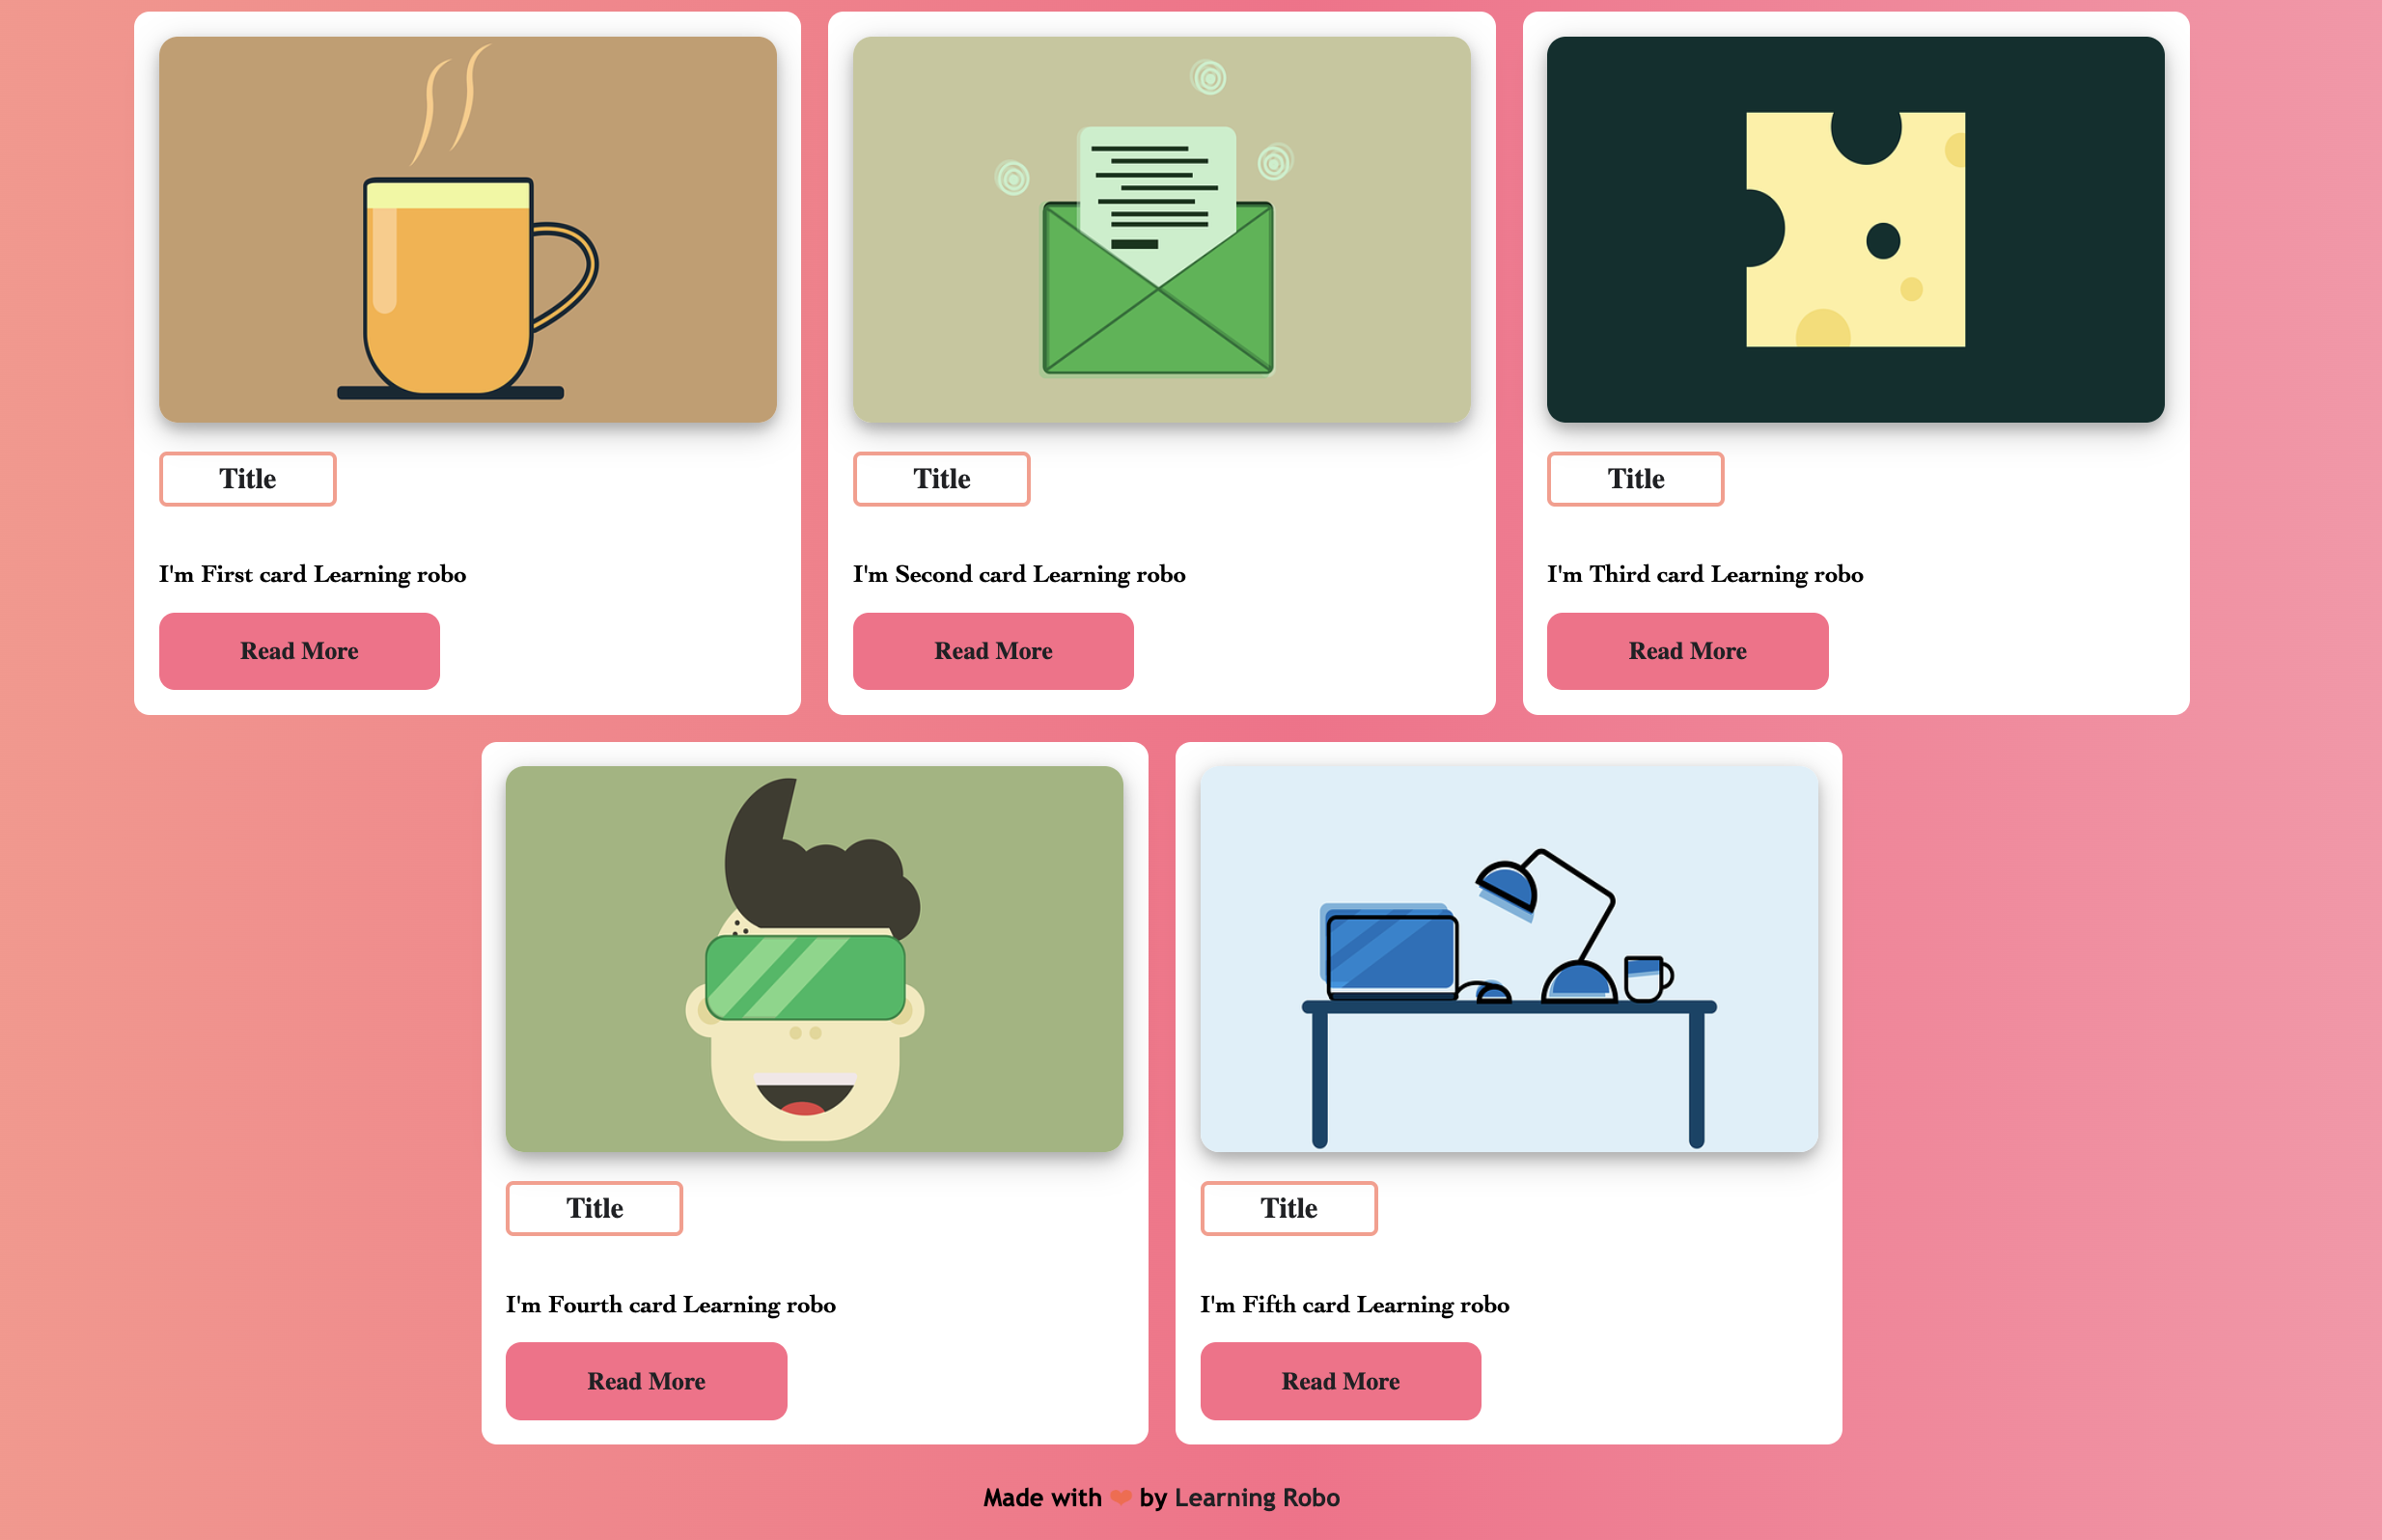 Title
I'm First card Learning robo
Read More
Title
I'm Second card Learning robo
Read More
Title
I'm Third card Learning robo
Read More
Title
I'm Fourth card Learning robo
Read More
Title
I'm Fifth card Learning robo
Read More
Made with ❤ by Learning Robo